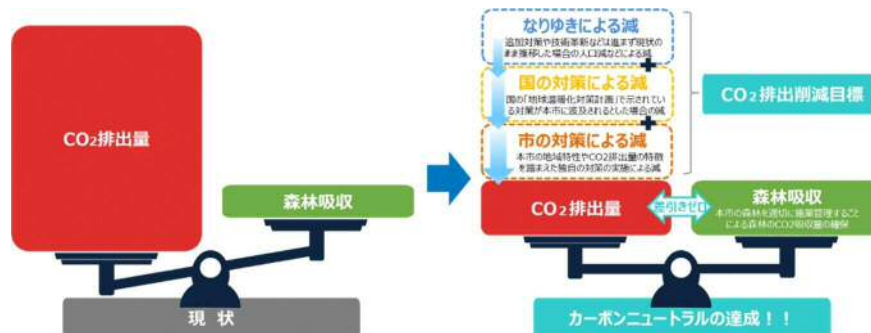 CO2排出量
森林吸収
現 状
なりゆきによる減
追加対策や技術革新などは進まず現状の
まま推移した場合の人口減などによる減
国の対策による減
国の「地球温暖化対策計画」で示されてい
る対策が本市に波及されるとした場合の減
市の対策による減
本市の地域特性やCO2排出量の特徴
を踏まえた独自の対策の実施による減
CO2排出削減目標
CO2排出量
差引きゼロ
森林吸収
本市の森林を適切に施業管理すること
による森林のCO2吸収量の確保
カーボンニュートラルの達成！！